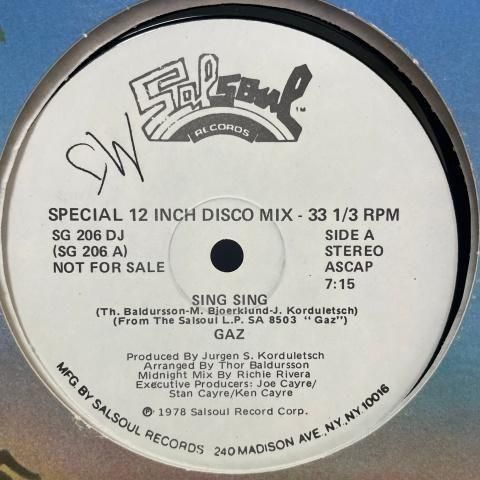 Salsoul ™
RECORDS
SPECIAL 12 INCH DISCO MIX - 33 1/3 RPM
SG 206 DJ
(SG 206 A)
NOT FOR SALE
SIDE A
STEREO
ASCAP
7:15
SING SING
(Th. Baldursson-M. Bjoerklund-J. Korduletsch)
(From The Salsoul L.P. SA 8503 "Gaz")
GAZ
Produced By Jurgen S. Korduletsch
Arranged By Thor Baldursson
Midnight Mix By Richie Rivera
Executive Producers: Joe Cayre/
Stan Cayre/Ken Cayre
℗ 1978 Salsoul Record Corp.
MFG. BY SALSOUL RECORDS 240 MADISON AVE., NY, NY. 10016